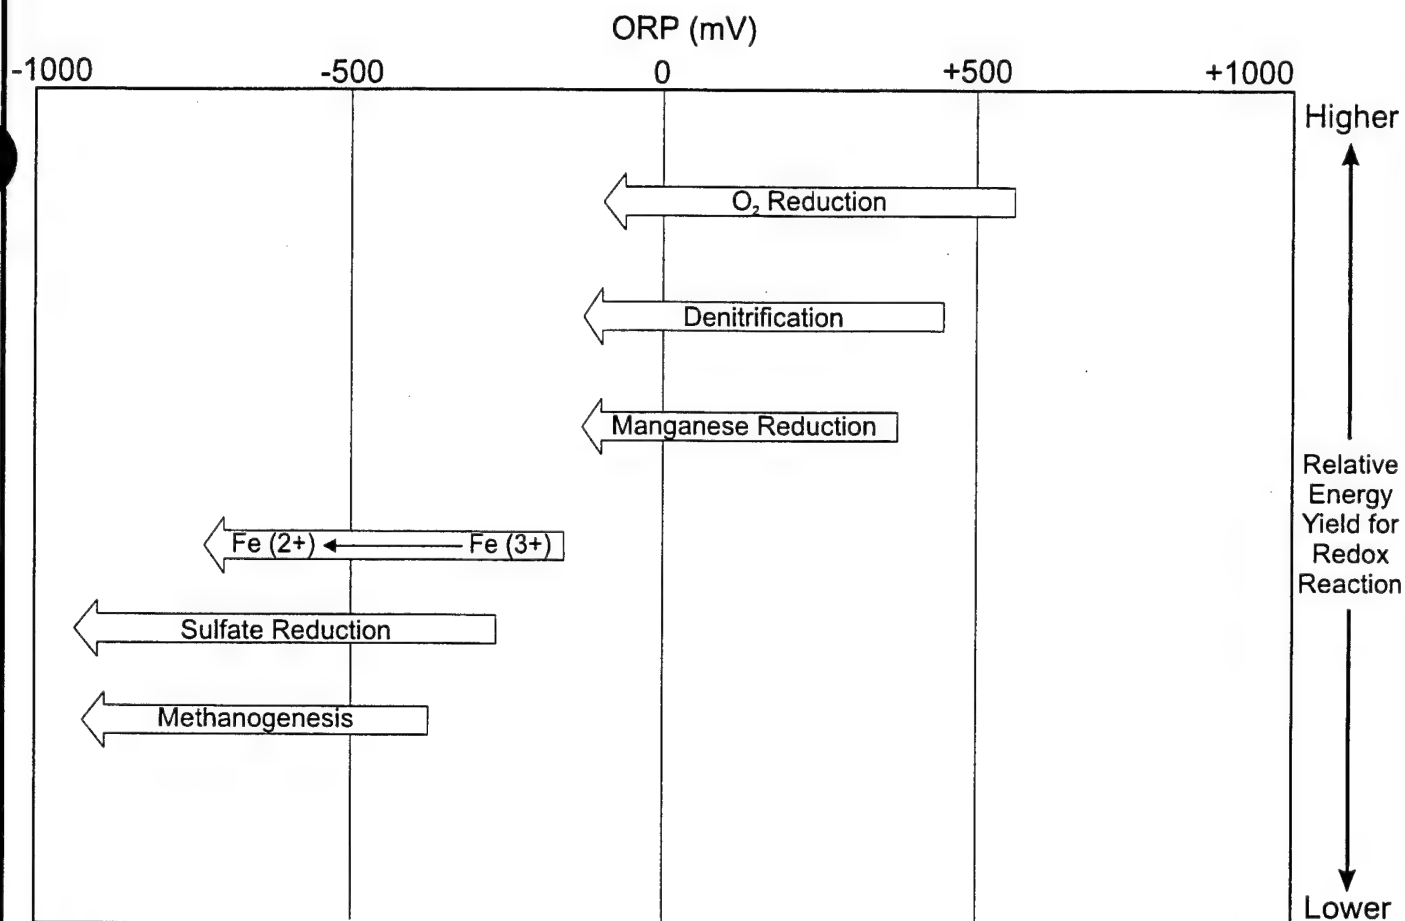 ORP (mV)
-1000 -500 0 +500 +1000
Higher
O₂ Reduction
Denitrification
Manganese Reduction
Relative
Energy
Yield for
Redox
Reaction
Fe (2+) Fe (3+)
Sulfate Reduction
Methanogenesis
Lower